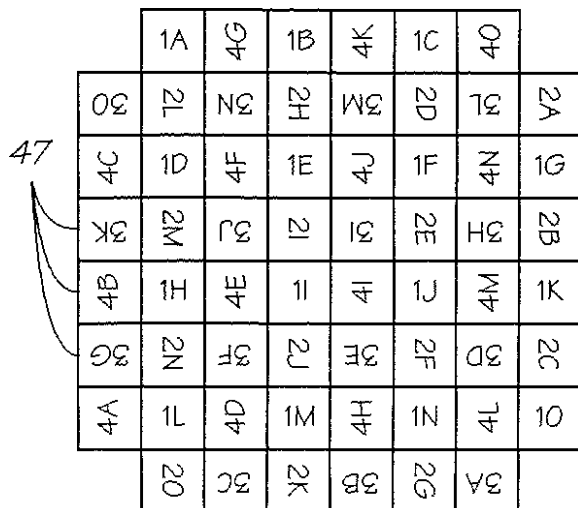 1A 4G 1B 4K 1C 4O
3O 2L 3N 2H 3M 2D 3L 2A
47
4C 1D 4F 1E 4J 1F 4N 1G
3K 2M 3J 2I 3I 2E 3H 2B
4B 1H 4E 1I 4I 1J 4M 1K
3G 2N 3F 2J 3E 2F 3D 2C
4A 1L 4D 1M 4H 1N 4L 1O
2O 3C 2K 3B 2G 3A